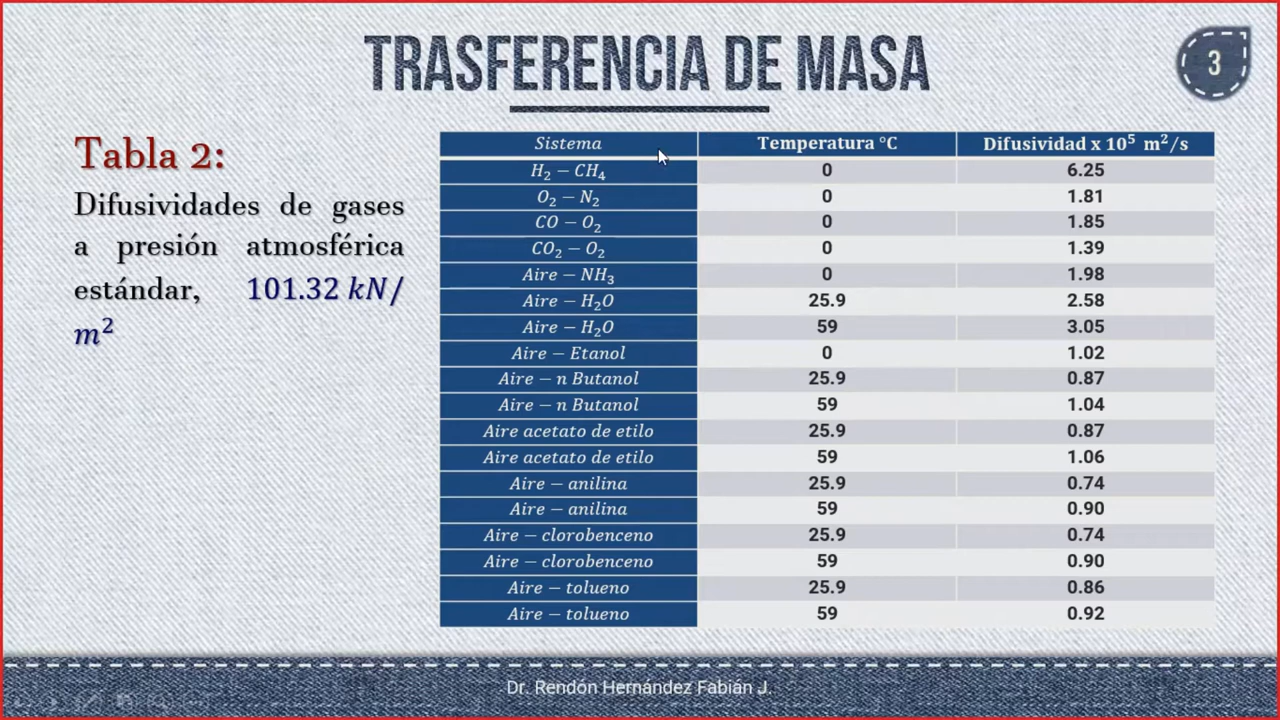 TRASFERENCIA DE MASA
3
Tabla 2:
Difusividades de gases
a presión atmosférica
estándar, 101.32 kN/
m²
Sistema Temperatura °C Difusividad x 10⁵ m²/s
H₂ − CH₄ 0 6.25
O₂ − N₂ 0 1.81
CO − O₂ 0 1.85
CO₂ − O₂ 0 1.39
Aire − NH₃ 0 1.98
Aire − H₂O 25.9 2.58
Aire − H₂O 59 3.05
Aire − Etanol 0 1.02
Aire − n Butanol 25.9 0.87
Aire − n Butanol 59 1.04
Aire acetato de etilo 25.9 0.87
Aire acetato de etilo 59 1.06
Aire − anilina 25.9 0.74
Aire − anilina 59 0.90
Aire − clorobenceno 25.9 0.74
Aire − clorobenceno 59 0.90
Aire − tolueno 25.9 0.86
Aire − tolueno 59 0.92
Dr. Rendón Hernández Fabián J.